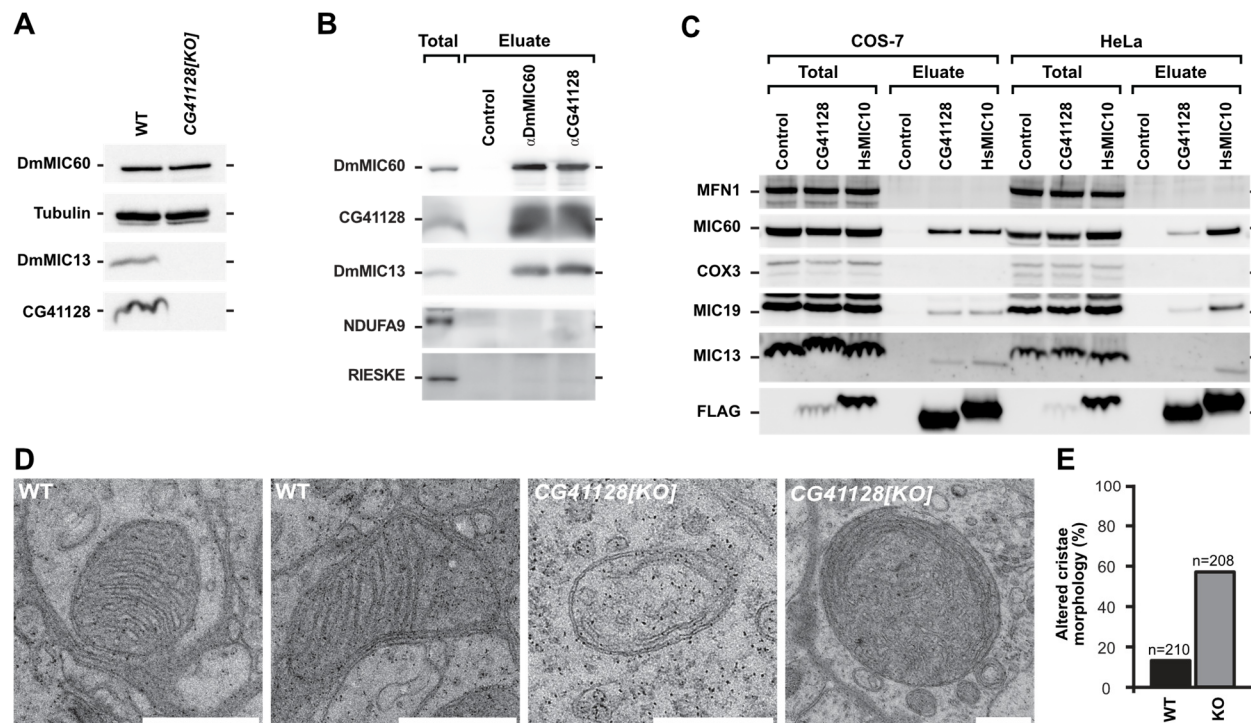 A
WT
CG41128[KO]
DmMIC60
Tubulin
DmMIC13
CG41128
B
Total
Eluate
Control
αDmMIC60
αCG41128
DmMIC60
CG41128
DmMIC13
NDUFA9
RIESKE
C
COS-7
HeLa
Total
Eluate
Total
Eluate
Control
CG41128
HsMIC10
Control
CG41128
HsMIC10
Control
CG41128
HsMIC10
Control
CG41128
HsMIC10
MFN1
MIC60
COX3
MIC19
MIC13
FLAG
D
WT
WT
CG41128[KO]
CG41128[KO]
E
Altered cristae
morphology (%)
100
80
60
40
20
0
n=210
n=208
WT
KO